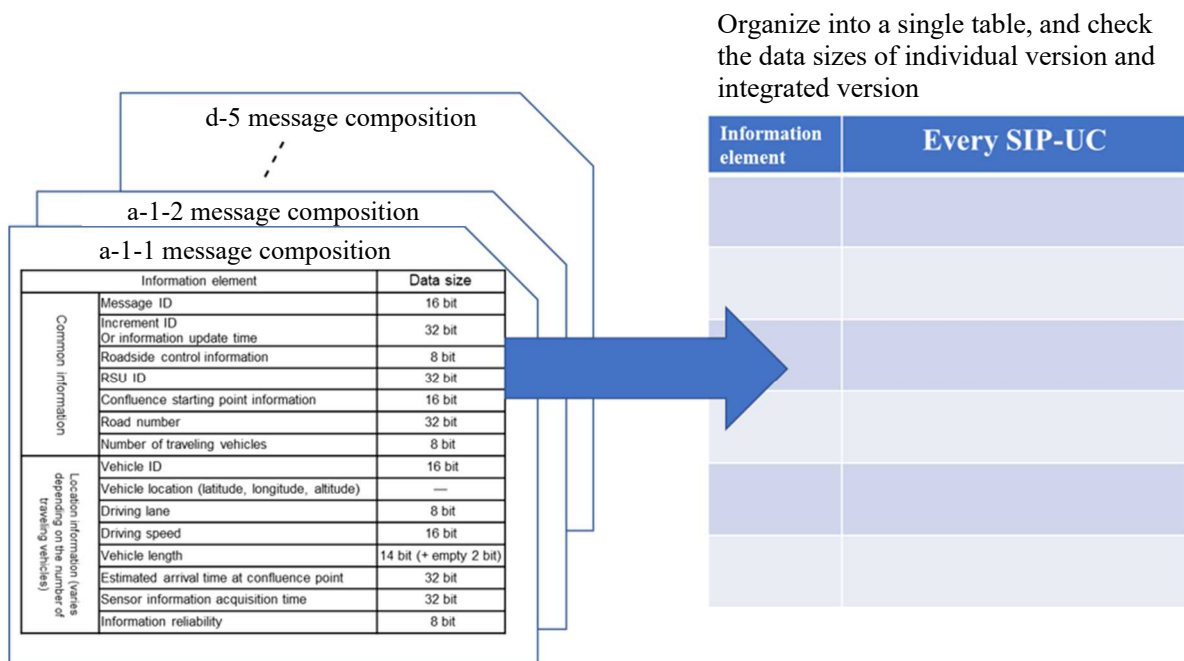 Organize into a single table, and check
the data sizes of individual version and
integrated version
d-5 message composition
a-1-2 message composition
a-1-1 message composition
Information element Data size
Common information
Message ID 16 bit
Increment ID
Or information update time 32 bit
Roadside control information 8 bit
RSU ID 32 bit
Confluence starting point information 16 bit
Road number 32 bit
Number of traveling vehicles 8 bit
Location information (varies
depending on the number of
traveling vehicles)
Vehicle ID 16 bit
Vehicle location (latitude, longitude, altitude) —
Driving lane 8 bit
Driving speed 16 bit
Vehicle length 14 bit (+ empty 2 bit)
Estimated arrival time at confluence point 32 bit
Sensor information acquisition time 32 bit
Information reliability 8 bit
Information
element
Every SIP-UC